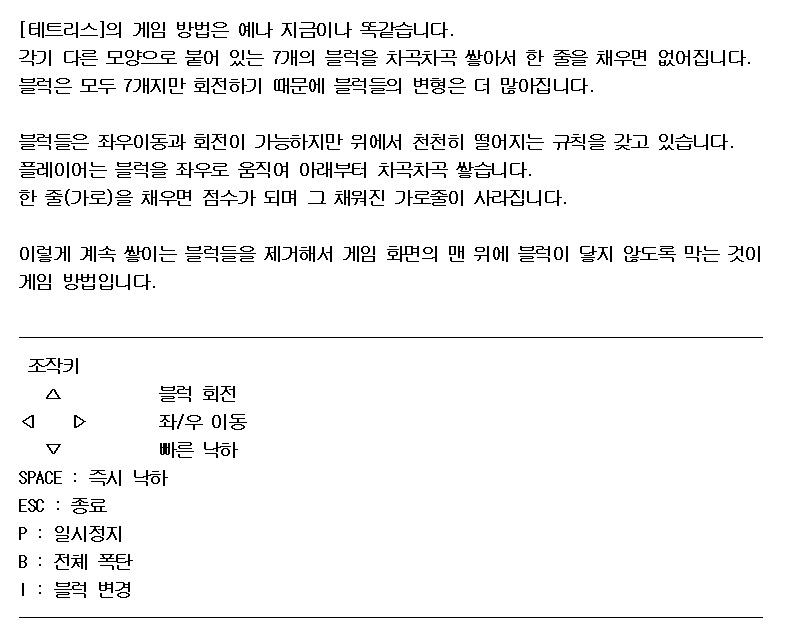 [테트리스]의 게임 방법은 예나 지금이나 똑같습니다.
각기 다른 모양으로 붙어 있는 7개의 블럭을 차곡차곡 쌓아서 한 줄을 채우면 없어집니다.
블럭은 모두 7개지만 회전하기 때문에 블럭들의 변형은 더 많아집니다.
블럭들은 좌우이동과 회전이 가능하지만 위에서 천천히 떨어지는 규칙을 갖고 있습니다.
플레이어는 블럭을 좌우로 움직여 아래부터 차곡차곡 쌓습니다.
한 줄(가로)을 채우면 점수가 되며 그 채워진 가로줄이 사라집니다.
이렇게 계속 쌓이는 블럭들을 제거해서 게임 화면의 맨 위에 블럭이 닿지 않도록 막는 것이
게임 방법입니다.
조작키
△ 블럭 회전
◁ ▷ 좌/우 이동
▽ 빠른 낙하
SPACE : 즉시 낙하
ESC : 종료
P : 일시정지
B : 전체 폭탄
I : 블럭 변경